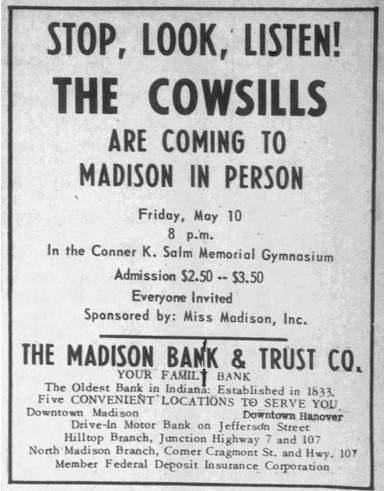 STOP, LOOK, LISTEN!
THE COWSILLS
ARE COMING TO
MADISON IN PERSON
Friday, May 10
8 p.m.
In the Conner K. Salm Memorial Gymnasium
Admission $2.50 -- $3.50
Everyone Invited
Sponsored by: Miss Madison, Inc.
THE MADISON BANK & TRUST CO.
YOUR FAMILY BANK
The Oldest Bank in Indiana: Established in 1833.
Five CONVENIENT LOCATIONS TO SERVE YOU
Downtown Madison Downtown Hanover
Drive-In Motor Bank on Jefferson Street
Hilltop Branch, Junction Highway 7 and 107
North Madison Branch, Corner Cragmont St. and Hwy. 107
Member Federal Deposit Insurance Corporation